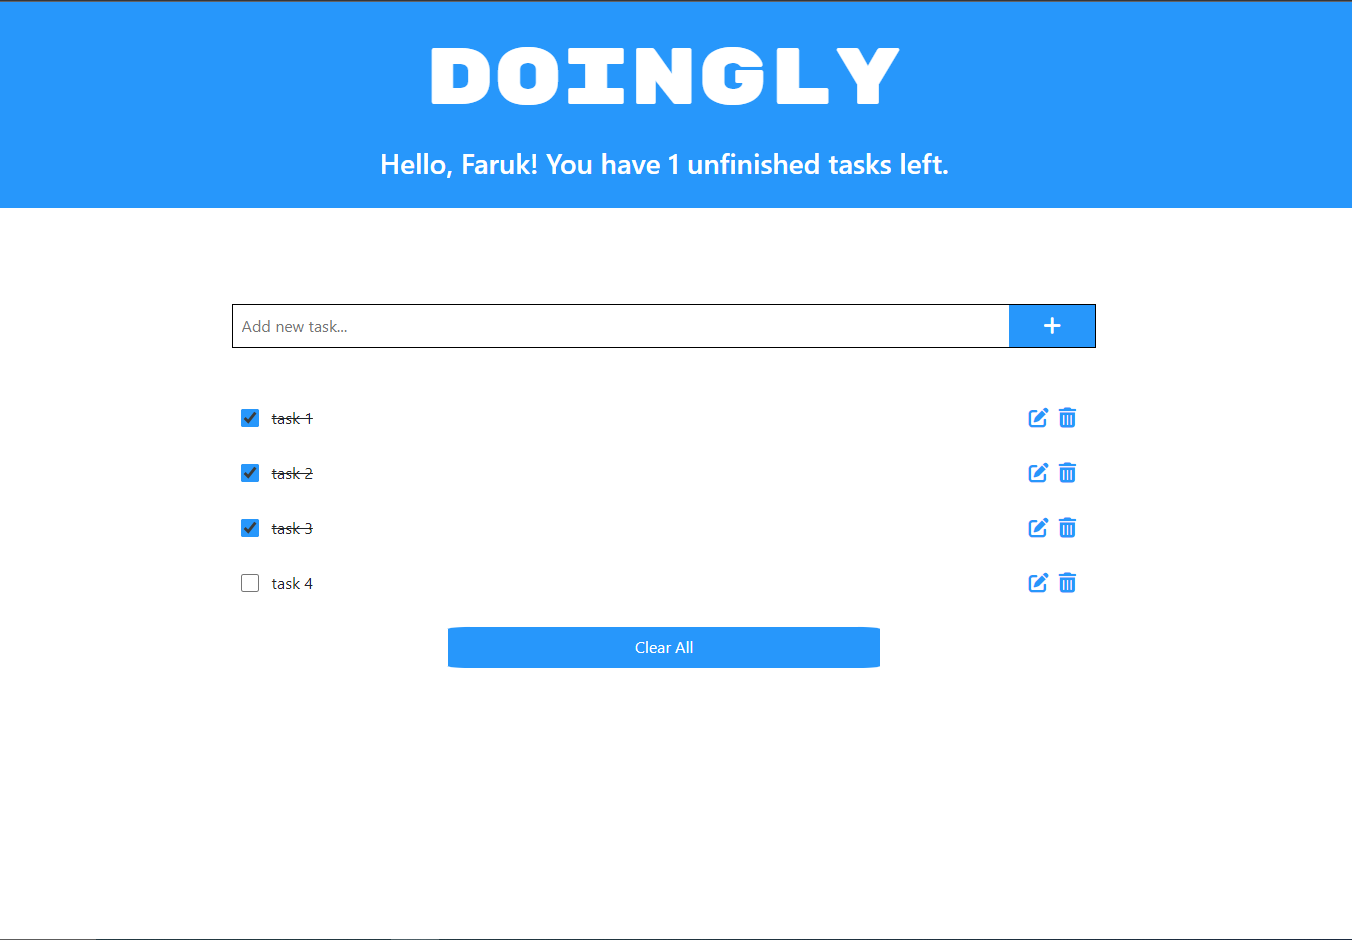 DOINGLY
Hello, Faruk! You have 1 unfinished tasks left.
Add new task...
task 1
task 2
task 3
task 4
Clear All